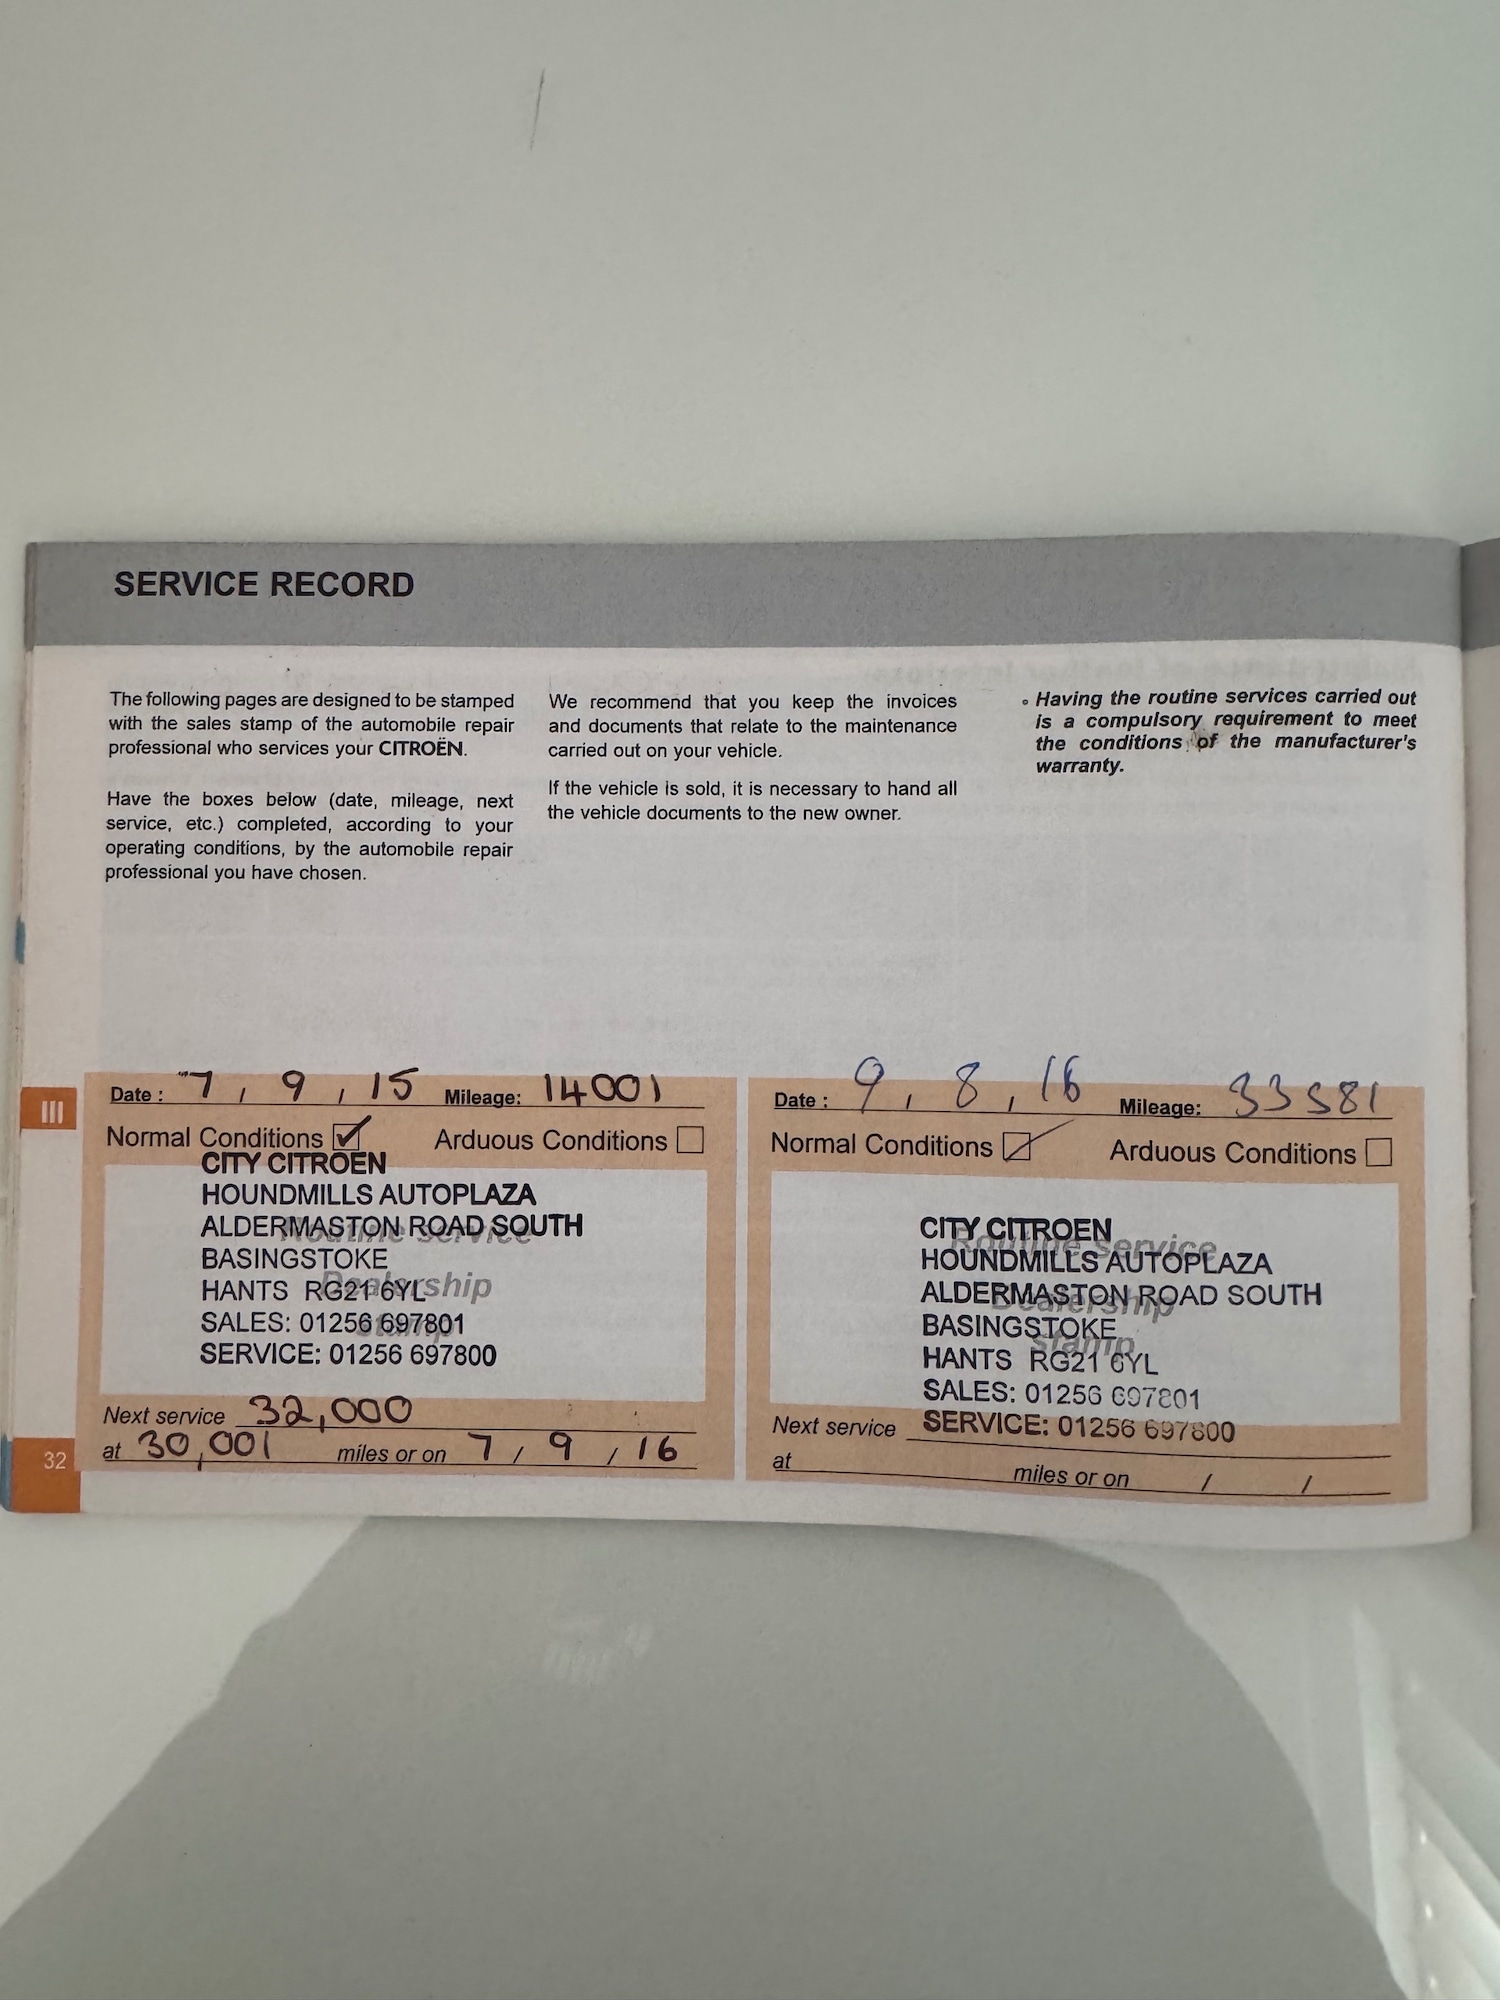 SERVICE RECORD
The following pages are designed to be stamped
with the sales stamp of the automobile repair
professional who services your CITROËN.
Have the boxes below (date, mileage, next
service, etc.) completed, according to your
operating conditions, by the automobile repair
professional you have chosen.
We recommend that you keep the invoices
and documents that relate to the maintenance
carried out on your vehicle.
If the vehicle is sold, it is necessary to hand all
the vehicle documents to the new owner.
Having the routine services carried out
is a compulsory requirement to meet
the conditions of the manufacturer's
warranty.
III
Date : 7 / 9 / 15 Mileage: 14001
Normal Conditions Arduous Conditions
Routine service
Dealership
stamp
CITY CITROEN
HOUNDMILLS AUTOPLAZA
ALDERMASTON ROAD SOUTH
BASINGSTOKE
HANTS RG21 6YL
SALES: 01256 697801
SERVICE: 01256 697800
Next service 32,000
at 30,001 miles or on 7 / 9 / 16
Date : 9 / 8 / 16 Mileage: 33581
Normal Conditions Arduous Conditions
Routine service
Dealership
stamp
CITY CITROEN
HOUNDMILLS AUTOPLAZA
ALDERMASTON ROAD SOUTH
BASINGSTOKE
HANTS RG21 6YL
SALES: 01256 697801
SERVICE: 01256 697800
Next service
at miles or on / /
32